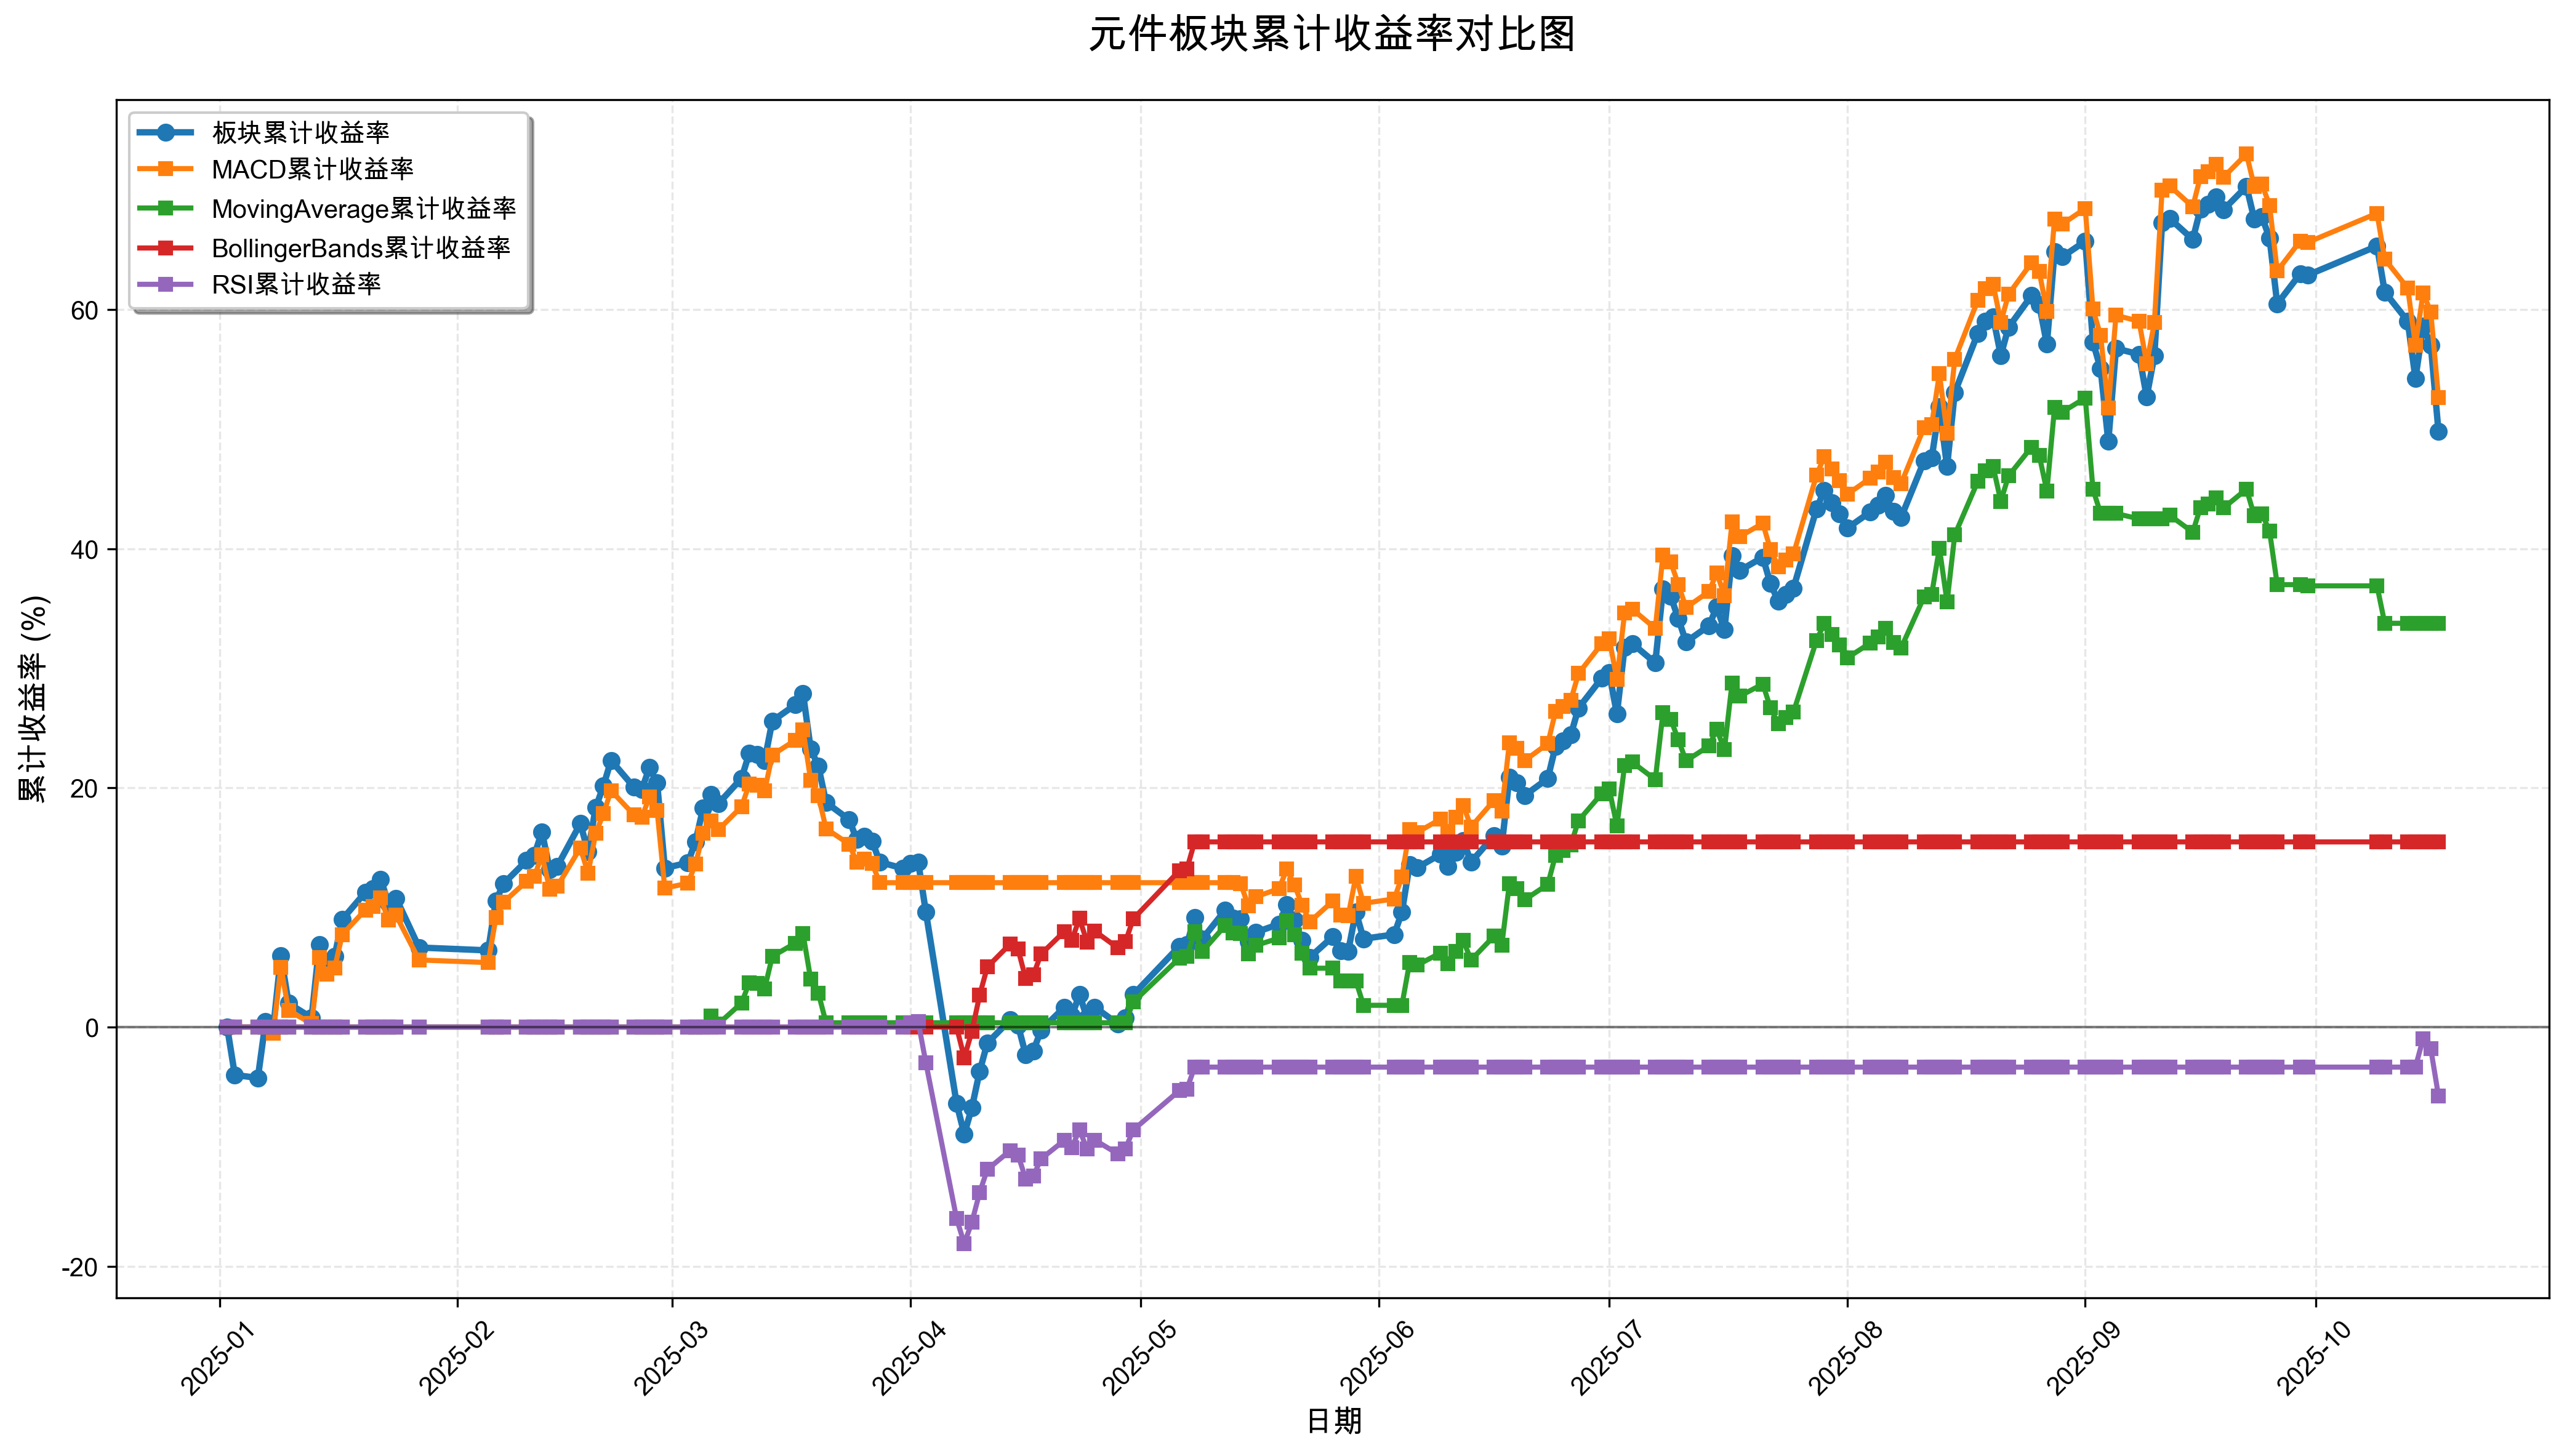 元件板块累计收益率对比图
板块累计收益率
MACD累计收益率
MovingAverage累计收益率
BollingerBands累计收益率
RSI累计收益率
累计收益率 (%)
60
40
20
0
-20
2025-01
2025-02
2025-03
2025-04
2025-05
2025-06
2025-07
2025-08
2025-09
2025-10
日期